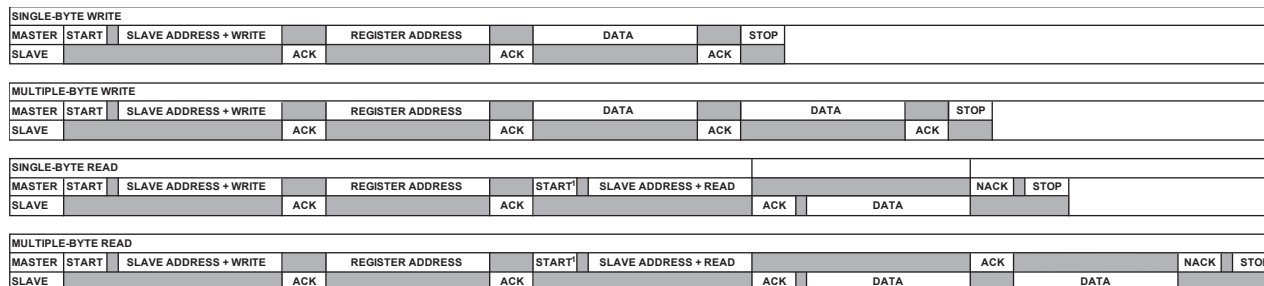 SINGLE-BYTE WRITE
MASTER START SLAVE ADDRESS + WRITE REGISTER ADDRESS DATA STOP
SLAVE ACK ACK ACK
MULTIPLE-BYTE WRITE
MASTER START SLAVE ADDRESS + WRITE REGISTER ADDRESS DATA DATA STOP
SLAVE ACK ACK ACK ACK
SINGLE-BYTE READ
MASTER START SLAVE ADDRESS + WRITE REGISTER ADDRESS START¹ SLAVE ADDRESS + READ NACK STOP
SLAVE ACK ACK ACK DATA
MULTIPLE-BYTE READ
MASTER START SLAVE ADDRESS + WRITE REGISTER ADDRESS START¹ SLAVE ADDRESS + READ ACK NACK STO
SLAVE ACK ACK ACK DATA DATA